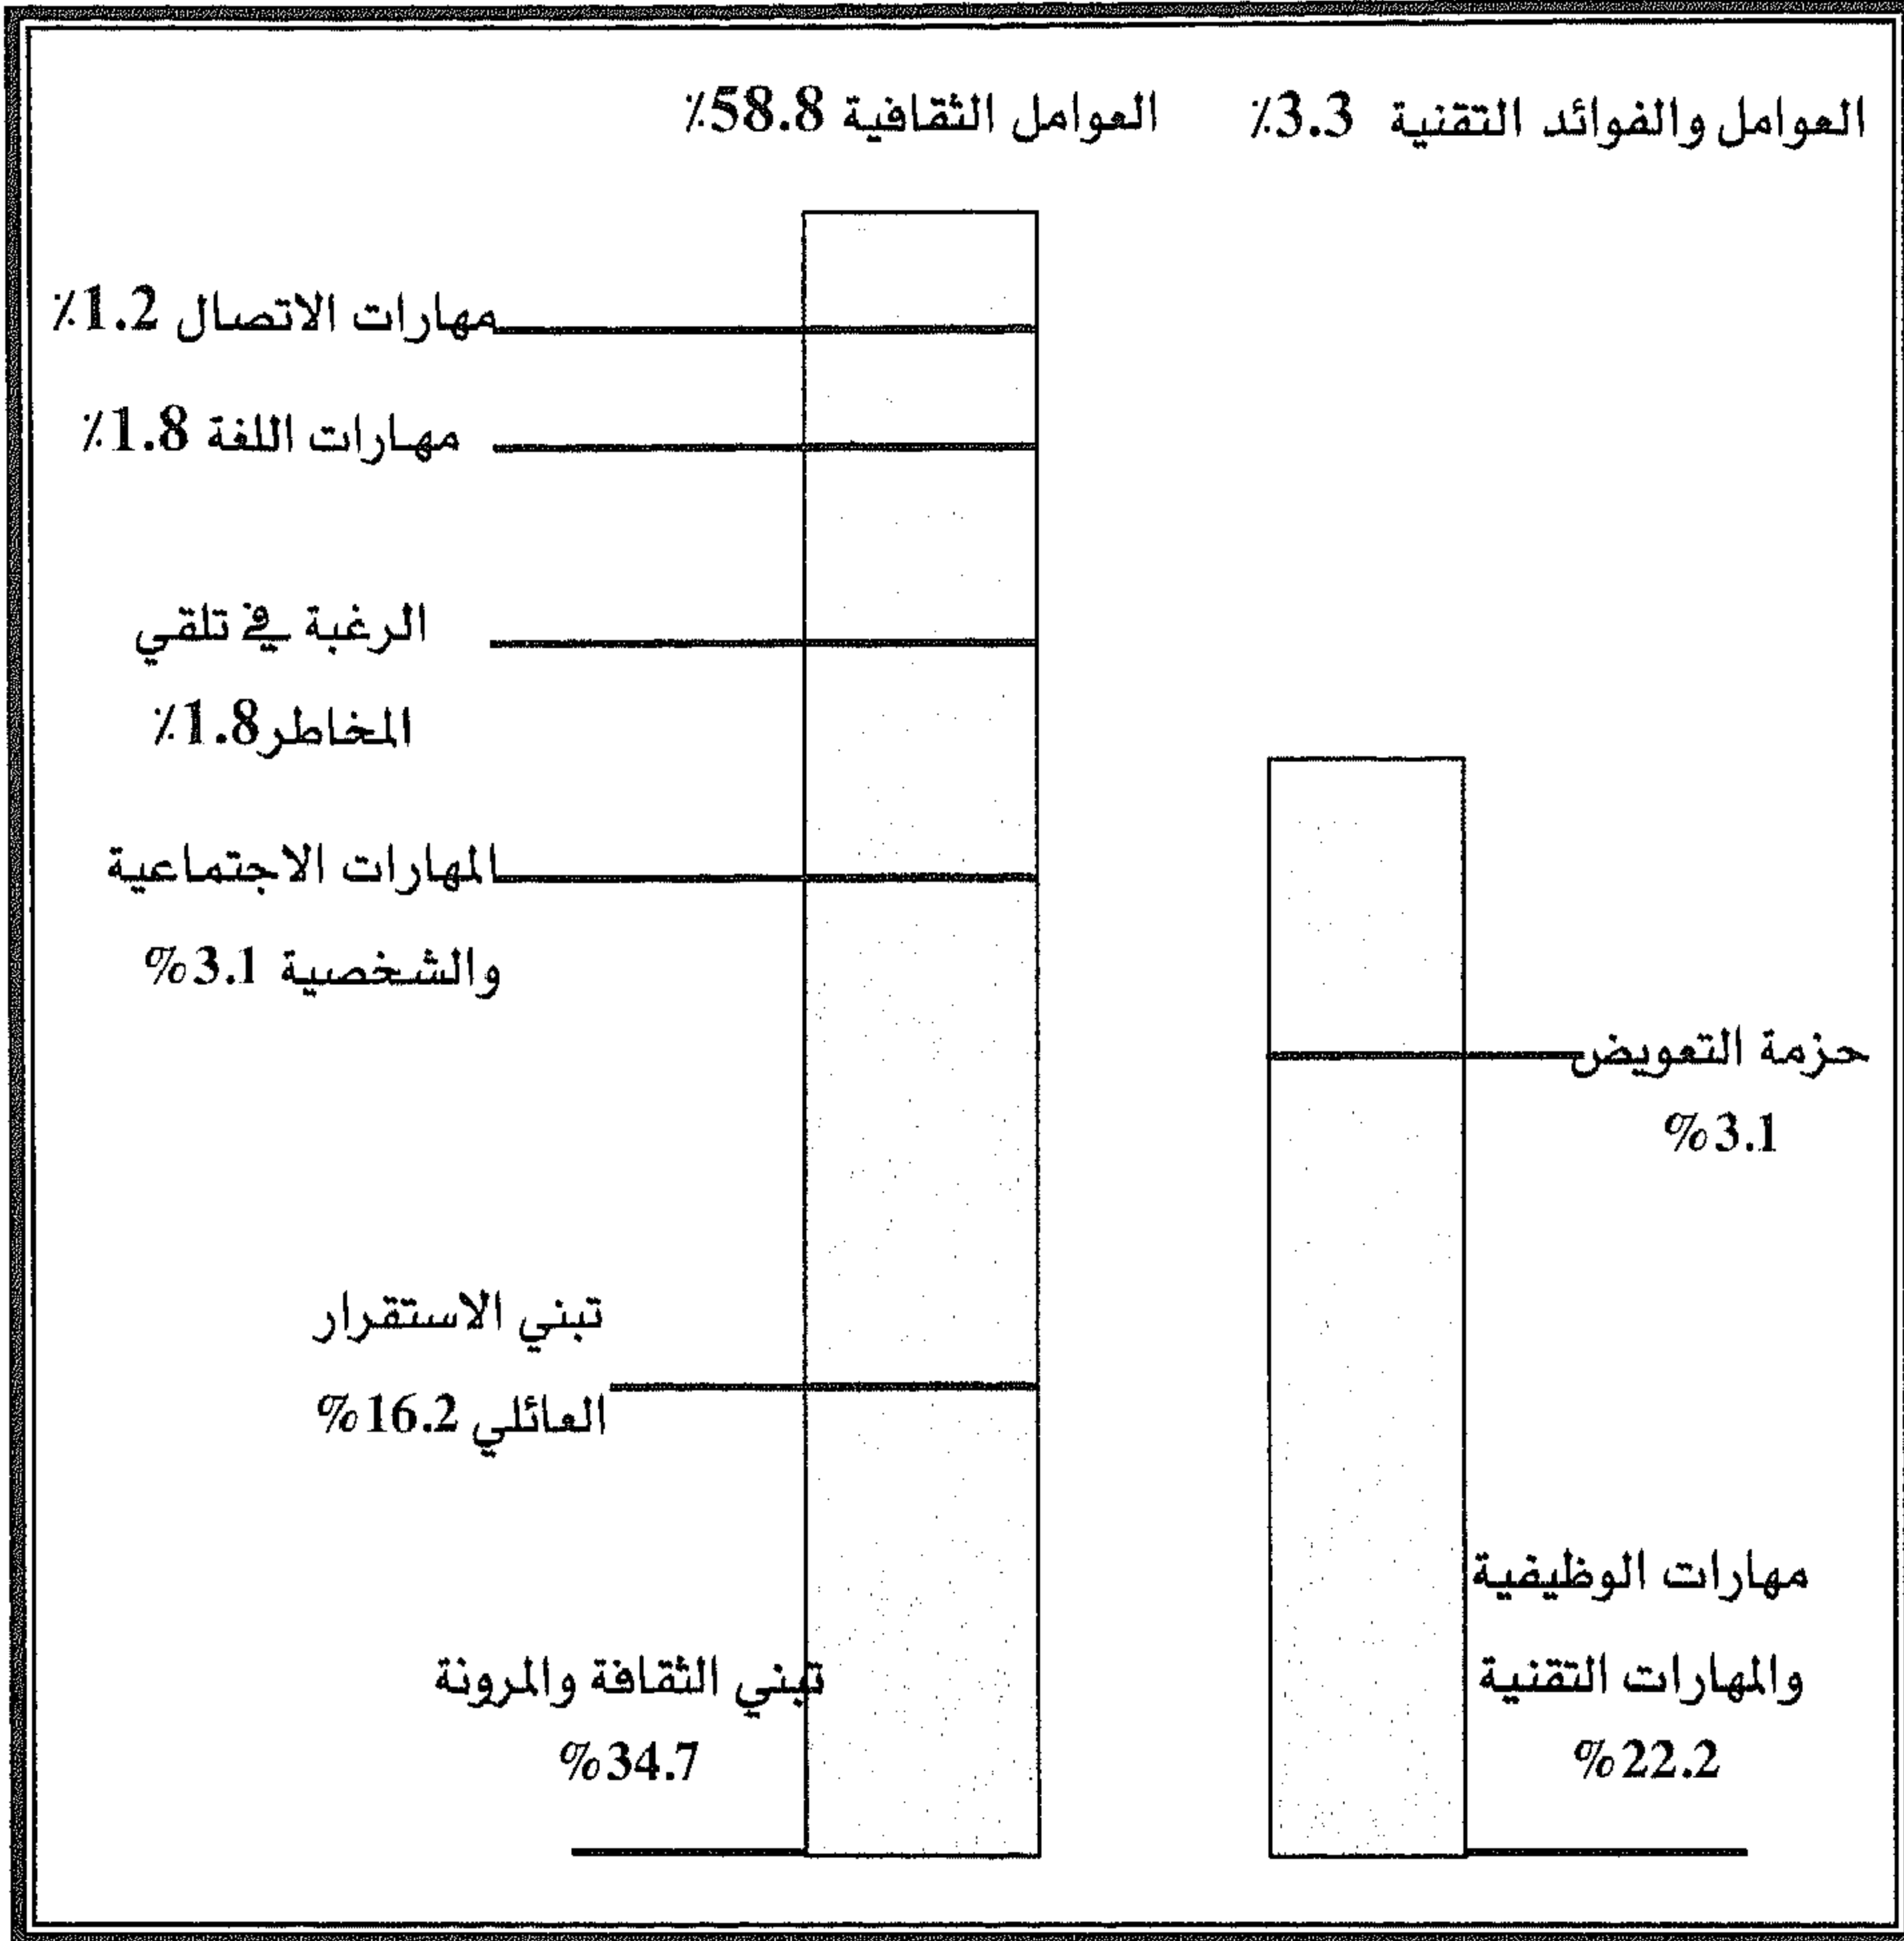 العوامل والفوائد التقنية 3.3٪
العوامل الثقافية 58.8٪
مهارات الاتصال 1.2٪
مهارات اللغة 1.8٪
الرغبة في تلقي
المخاطر 1.8٪
المهارات الاجتماعية
والشخصية 3.1%
تبني الاستقرار
العائلي 16.2%
تبني الثقافة والمرونة
34.7%
حزمة التعويض
3.1%
مهارات الوظيفية
والمهارات التقنية
22.2%